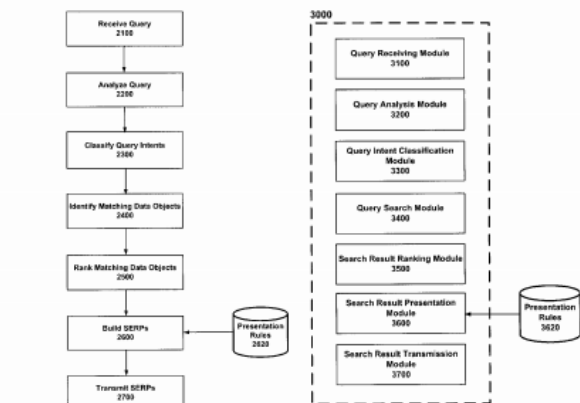 Receive Query
2100
Analyze Query
2200
Classify Query Intents
2300
Identify Matching Data Objects
2400
Rank Matching Data Objects
2500
Build SERPs
2600
Presentation
Rules
2620
Transmit SERPs
2700
3000
Query Receiving Module
3100
Query Analysis Module
3200
Query Intent Classification
Module
3300
Query Search Module
3400
Search Result Ranking Module
3500
Search Result Presentation
Module
3600
Presentation
Rules
3620
Search Result Transmission
Module
3700